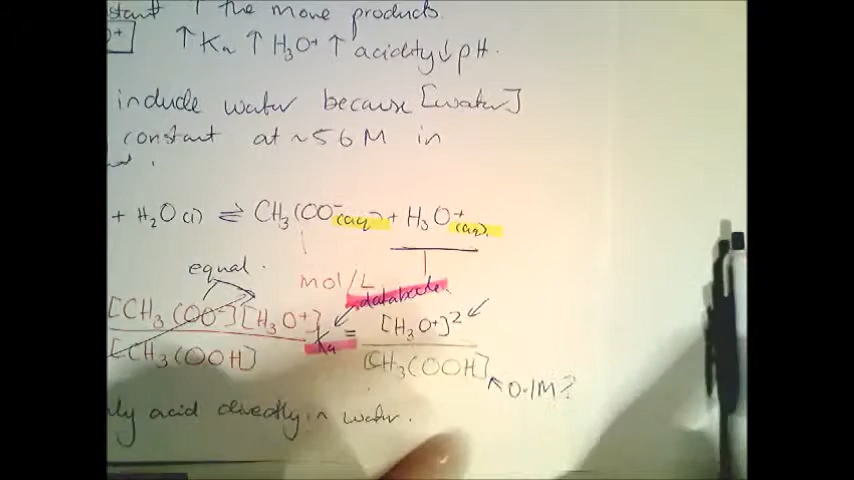 the more products.
↑ Ka ↑ H₃O⁺ ↑ acidity ↓ pH.
include water because [water]
constant at ~56M in
+ H₂O(l) ⇌ CH₃COO⁻(aq) + H₃O⁺(aq)
equal.
mol/L
databook
[CH₃COO⁻][H₃O⁺]
[CH₃COOH]
Ka = [H₃O⁺]²
[CH₃COOH]
0.1M?
acid directly in water.